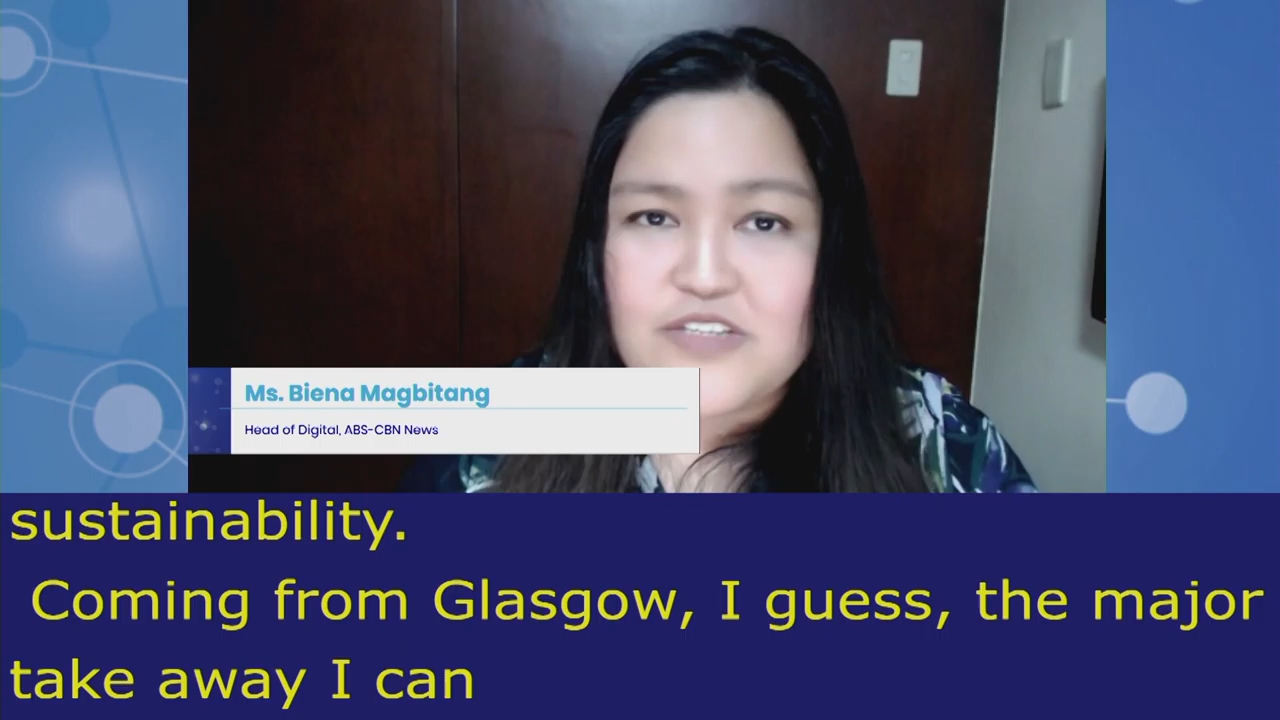 Ms. Biena Magbitang
Head of Digital, ABS-CBN News
sustainability.
Coming from Glasgow, I guess, the major
take away I can